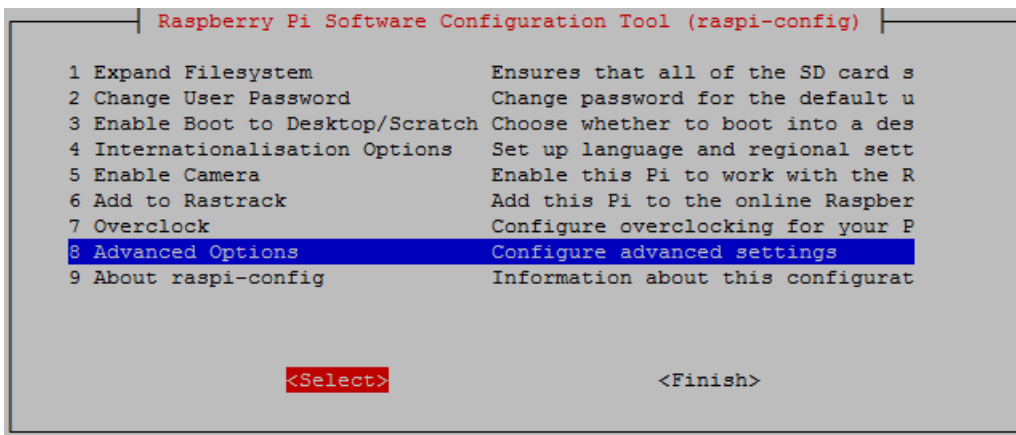 Raspberry Pi Software Configuration Tool (raspi-config)
1 Expand Filesystem Ensures that all of the SD card s
2 Change User Password Change password for the default u
3 Enable Boot to Desktop/Scratch Choose whether to boot into a des
4 Internationalisation Options Set up language and regional sett
5 Enable Camera Enable this Pi to work with the R
6 Add to Rastrack Add this Pi to the online Raspber
7 Overclock Configure overclocking for your P
8 Advanced Options Configure advanced settings
9 About raspi-config Information about this configurat
<Select> <Finish>